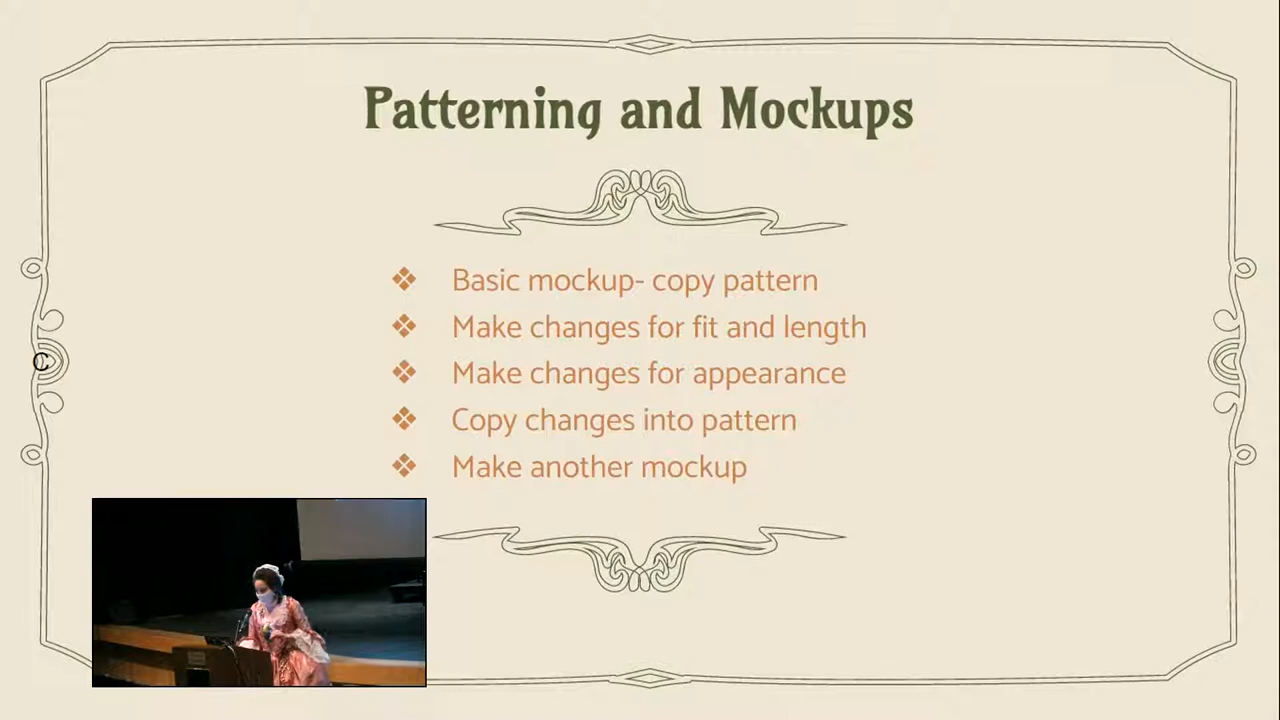 Patterning and Mockups
❖ Basic mockup- copy pattern
❖ Make changes for fit and length
❖ Make changes for appearance
❖ Copy changes into pattern
❖ Make another mockup
C